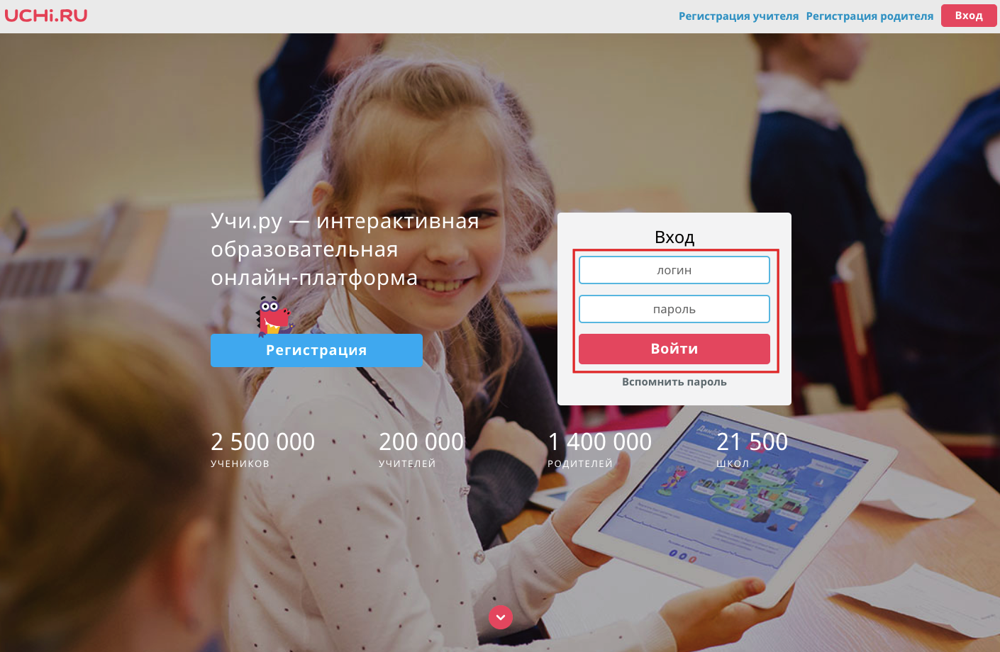 UCHi.RU
Регистрация учителя Регистрация родителя Вход
Учи.ру — интерактивная
образовательная
онлайн-платформа
Регистрация
Вход
логин
пароль
Войти
Вспомнить пароль
2 500 000
УЧЕНИКОВ
200 000
УЧИТЕЛЕЙ
1 400 000
РОДИТЕЛЕЙ
21 500
ШКОЛ